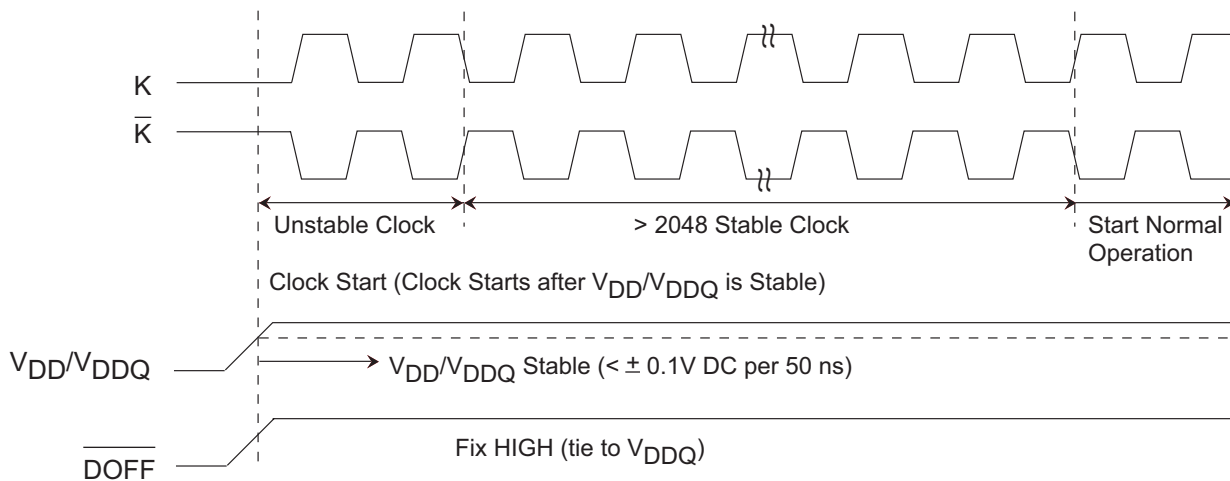 K
K̅
Unstable Clock
> 2048 Stable Clock
Start Normal
Operation
Clock Start (Clock Starts after VDD/VDDQ is Stable)
VDD/VDDQ
VDD/VDDQ Stable (< ± 0.1V DC per 50 ns)
Fix HIGH (tie to VDDQ)
D̅O̅F̅F̅